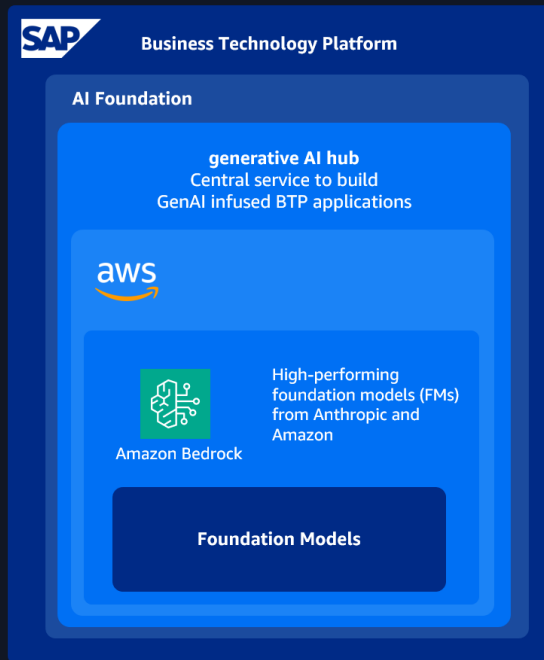 SAP
Business Technology Platform
AI Foundation
generative AI hub
Central service to build
GenAI infused BTP applications
aws
High-performing
foundation models (FMs)
from Anthropic and
Amazon
Amazon Bedrock
Foundation Models